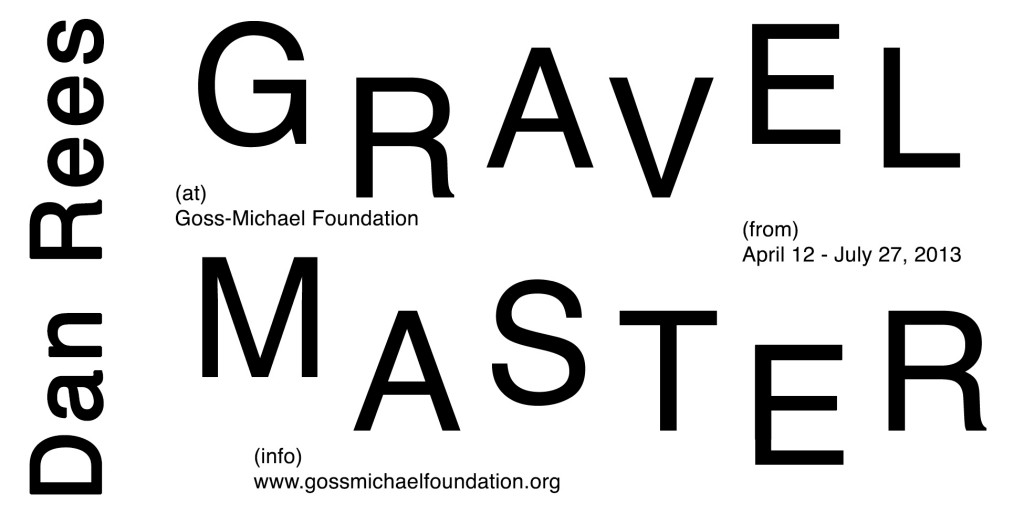 Dan Rees
GRAVEL
(at)
Goss-Michael Foundation
(from)
April 12 - July 27, 2013
MASTER
(info)
www.gossmichaelfoundation.org